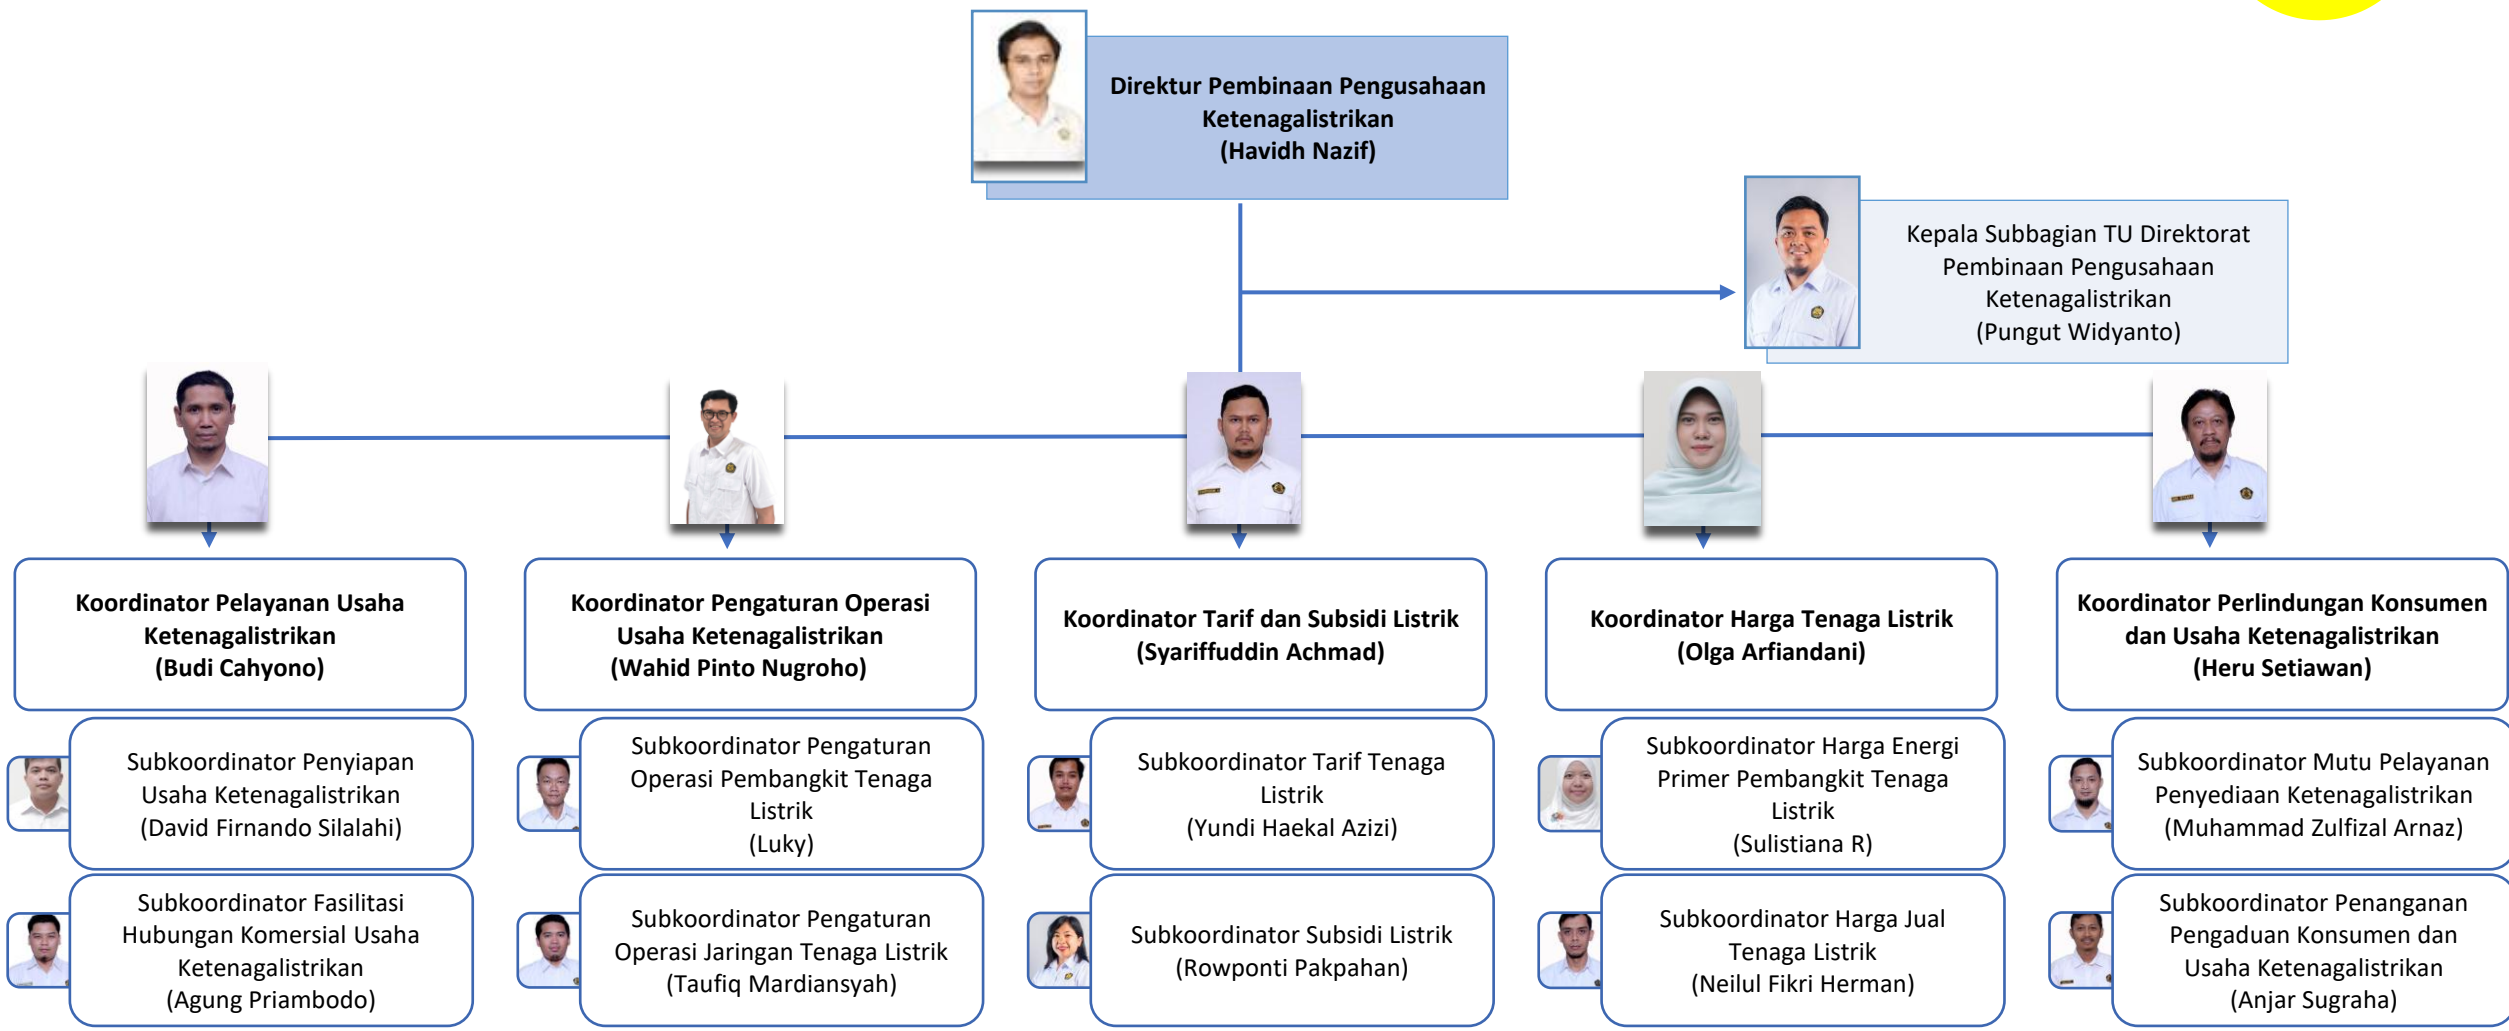 Direktur Pembinaan Pengusahaan
Ketenagalistrikan
(Havidh Nazif)
Kepala Subbagian TU Direktorat
Pembinaan Pengusahaan
Ketenagalistrikan
(Pungut Widyanto)
Koordinator Pelayanan Usaha
Ketenagalistrikan
(Budi Cahyono)
Koordinator Pengaturan Operasi
Usaha Ketenagalistrikan
(Wahid Pinto Nugroho)
Koordinator Tarif dan Subsidi Listrik
(Syariffuddin Achmad)
Koordinator Harga Tenaga Listrik
(Olga Arfiandani)
Koordinator Perlindungan Konsumen
dan Usaha Ketenagalistrikan
(Heru Setiawan)
Subkoordinator Penyiapan
Usaha Ketenagalistrikan
(David Firnando Silalahi)
Subkoordinator Pengaturan
Operasi Pembangkit Tenaga
Listrik
(Luky)
Subkoordinator Tarif Tenaga
Listrik
(Yundi Haekal Azizi)
Subkoordinator Harga Energi
Primer Pembangkit Tenaga
Listrik
(Sulistiana R)
Subkoordinator Mutu Pelayanan
Penyediaan Ketenagalistrikan
(Muhammad Zulfizal Arnaz)
Subkoordinator Fasilitasi
Hubungan Komersial Usaha
Ketenagalistrikan
(Agung Priambodo)
Subkoordinator Pengaturan
Operasi Jaringan Tenaga Listrik
(Taufiq Mardiansyah)
Subkoordinator Subsidi Listrik
(Rowponti Pakpahan)
Subkoordinator Harga Jual
Tenaga Listrik
(Neilul Fikri Herman)
Subkoordinator Penanganan
Pengaduan Konsumen dan
Usaha Ketenagalistrikan
(Anjar Sugraha)